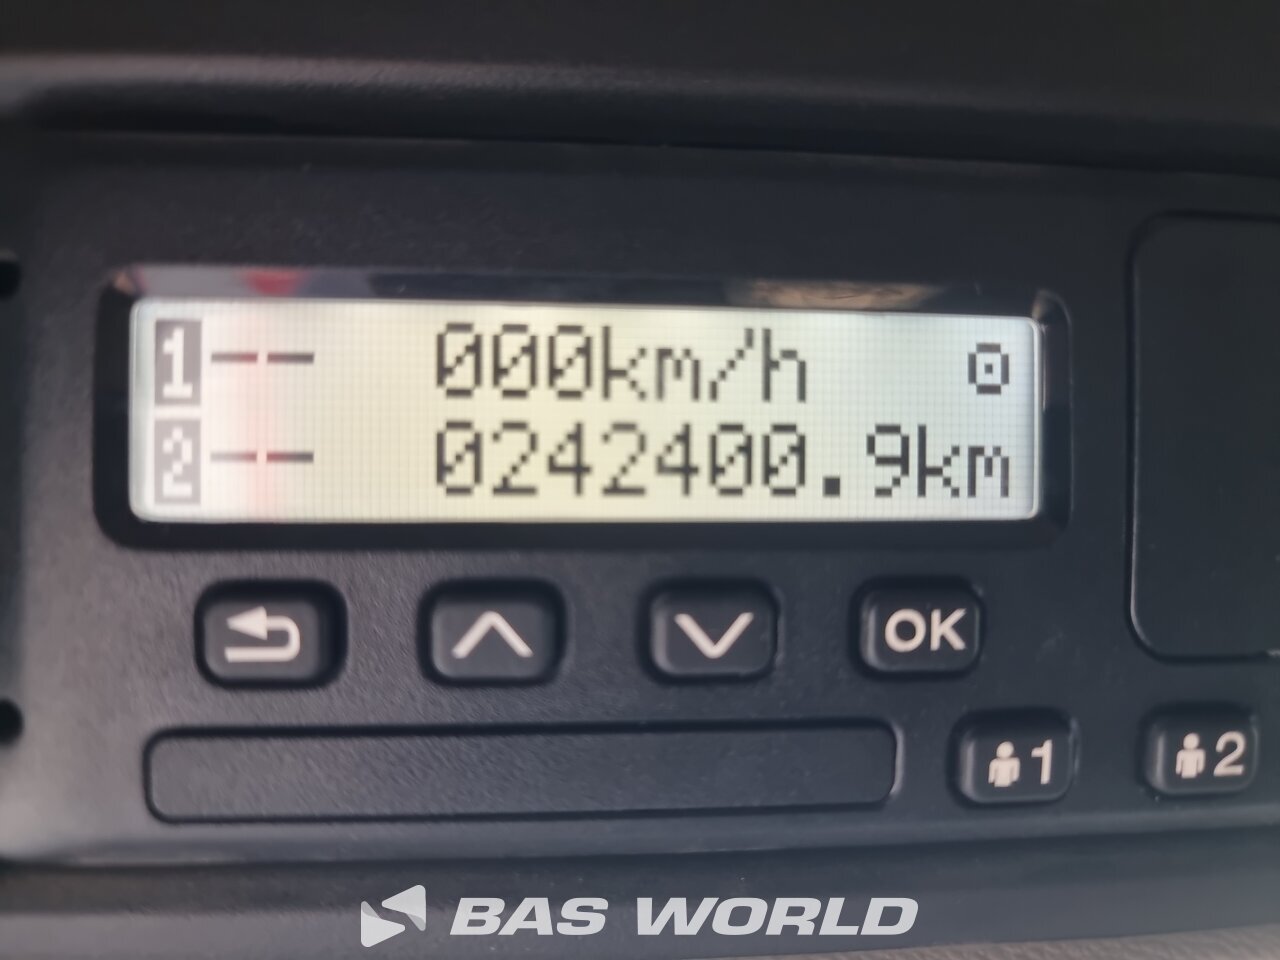 1 -- 000km/h
2 -- 0242400.9km
OK
1 2
BAS WORLD